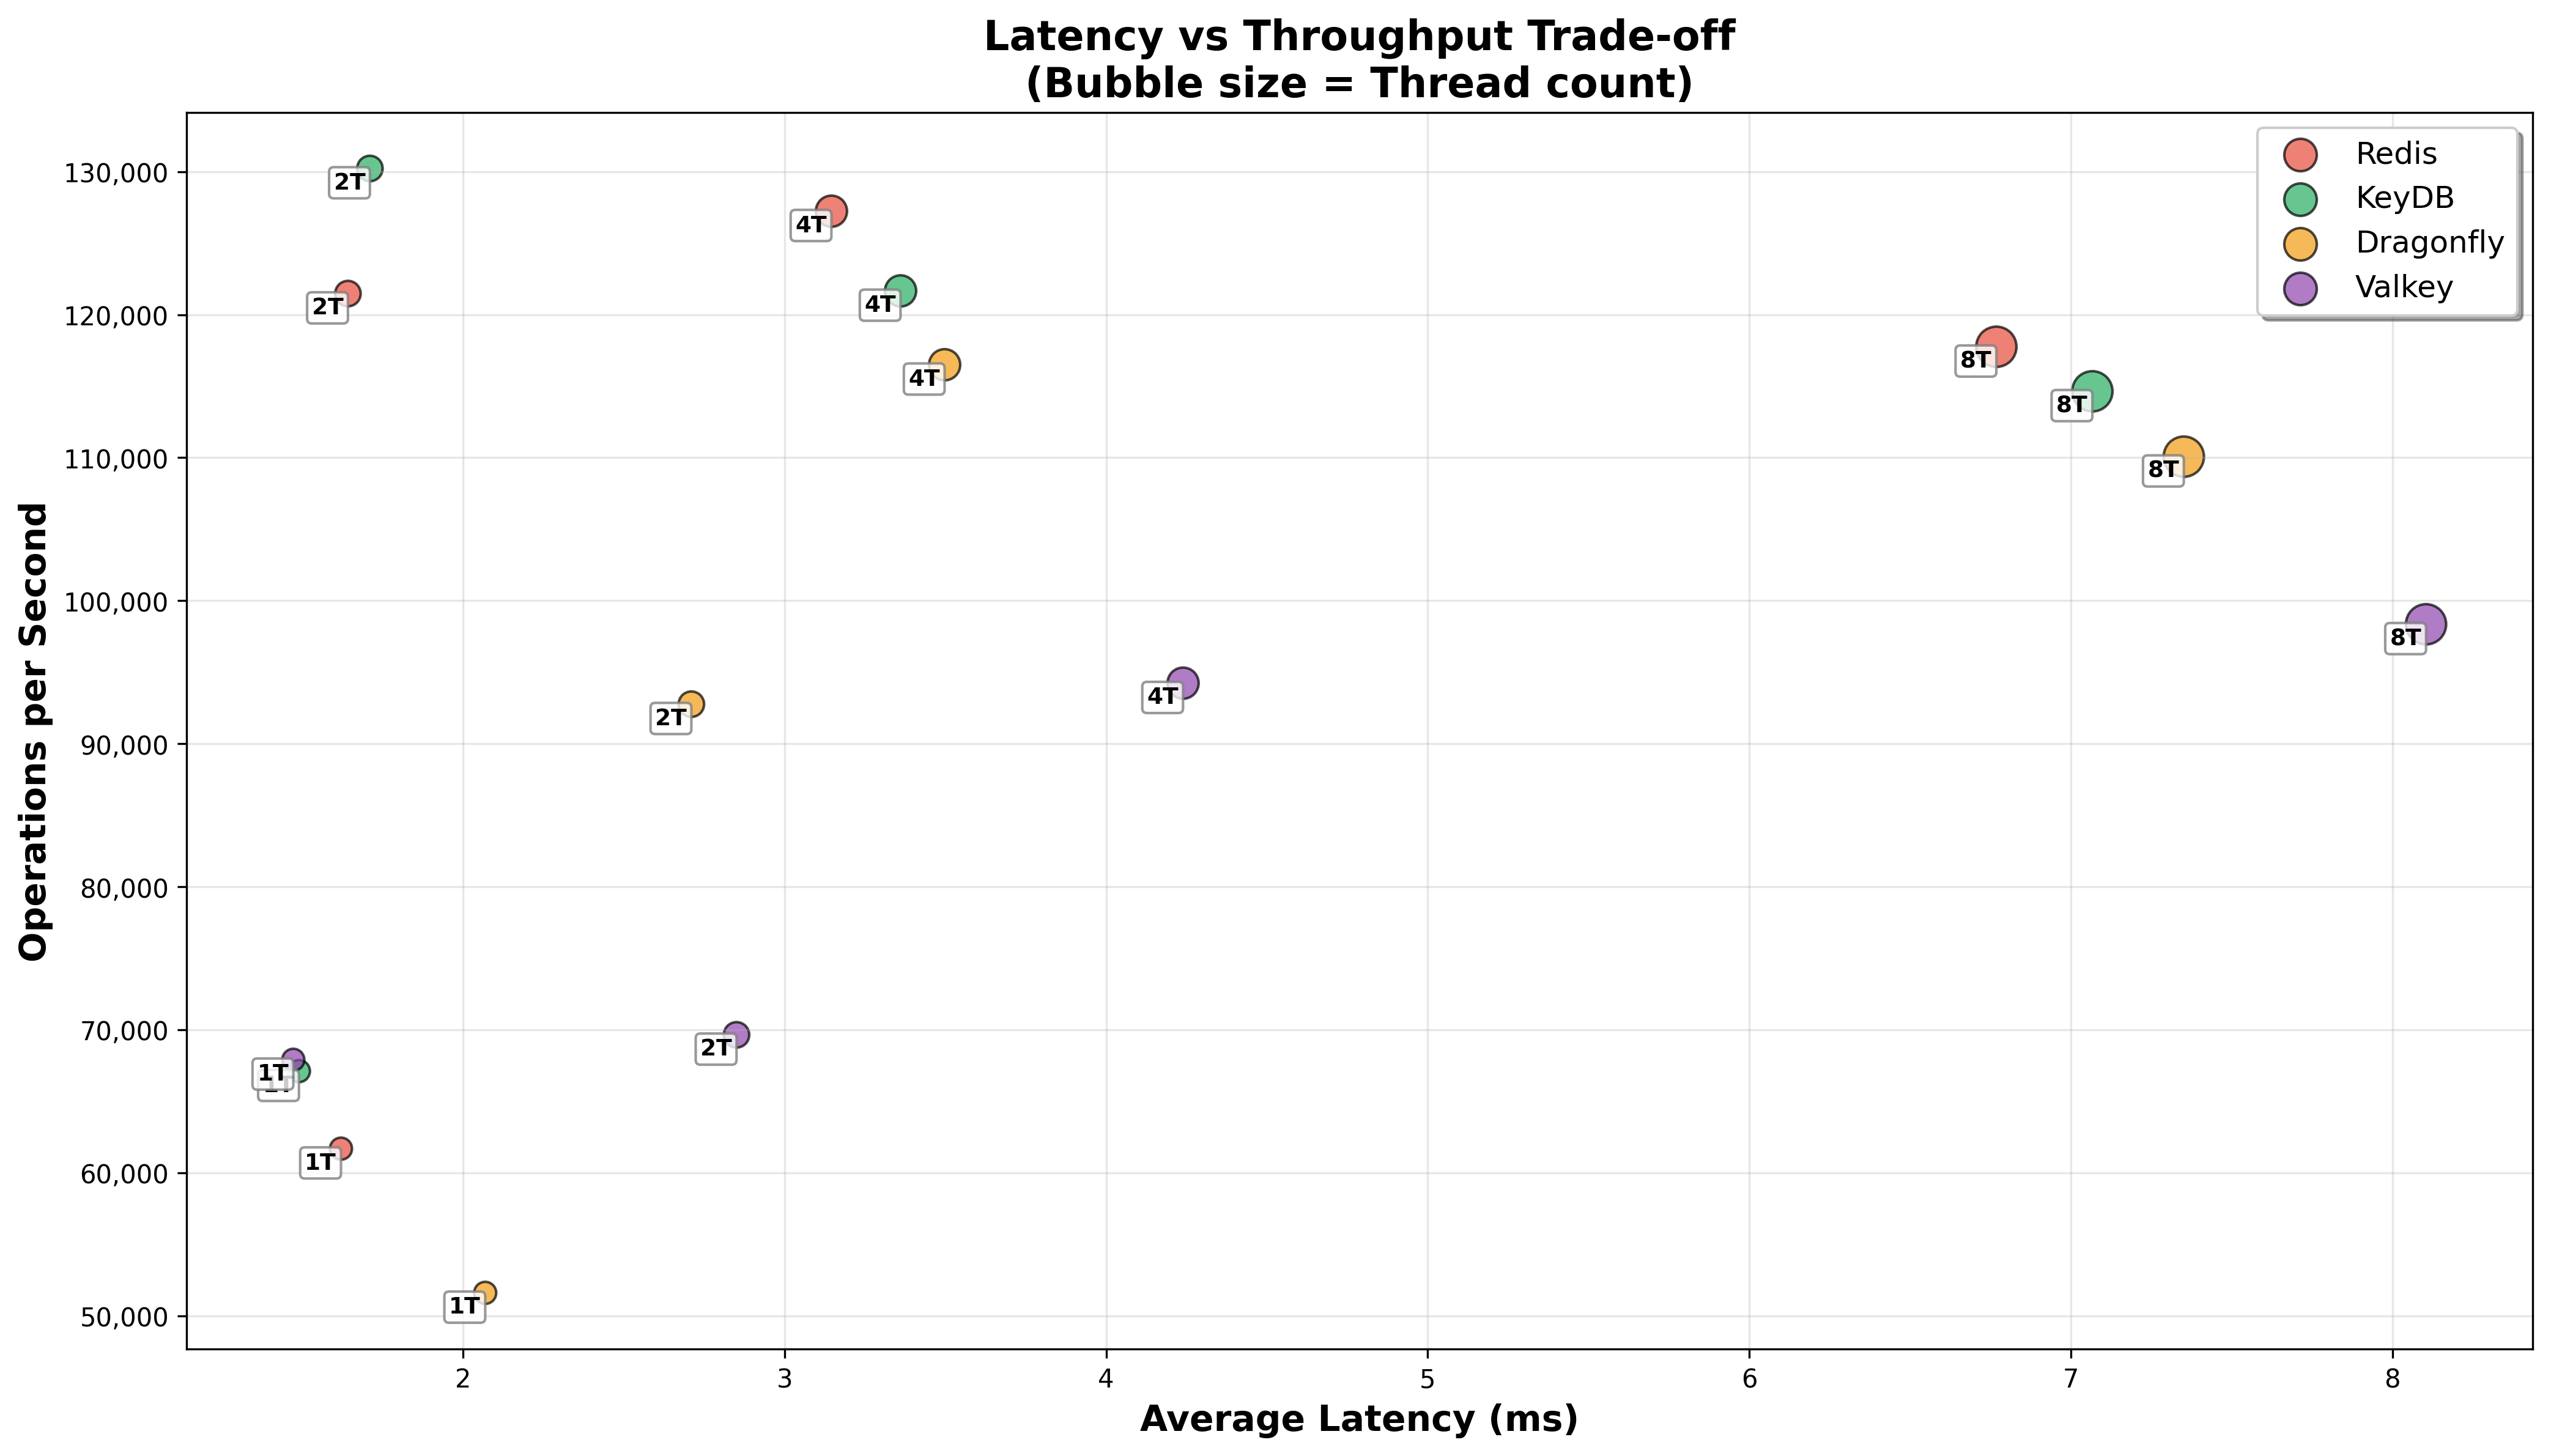 Latency vs Throughput Trade-off
(Bubble size = Thread count)
Redis
KeyDB
Dragonfly
Valkey
Operations per Second
130,000
120,000
110,000
100,000
90,000
80,000
70,000
60,000
50,000
2T
4T
2T
4T
4T
8T
8T
8T
8T
4T
2T
2T
1T
1T
1T
2
3
4
5
6
7
8
Average Latency (ms)